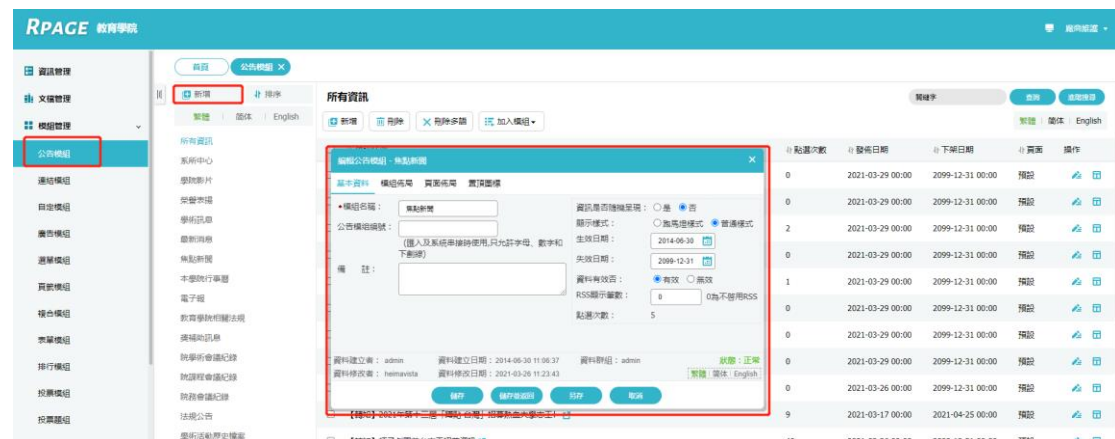 RPAGE 教育學院
資訊管理
文檔管理
模組管理
公告模組
連結模組
自定模組
廣告模組
選單模組
頁籤模組
複合模組
表單模組
排行模組
投票模組
投票題組
首頁
公告模組 ×
新增
排序
繁體 | 简体 | English
所有資訊
系所中心
學院影片
榮譽表揚
學術訊息
最新消息
焦點新聞
本學院行事曆
電子報
教育學院相關法規
獎補助訊息
院學術會議紀錄
院課程會議紀錄
院務會議紀錄
法規公告
學術活動歷史檔案
所有資訊
關鍵字
查詢
進階搜尋
新增
刪除
刪除多語
加入模組
繁體 | 简体 | English
點選次數 發佈日期 下架日期 頁面 操作
0 2021-03-29 00:00 2099-12-31 00:00 預設
0 2021-03-29 00:00 2099-12-31 00:00 預設
2 2021-03-29 00:00 2099-12-31 00:00 預設
0 2021-03-29 00:00 2099-12-31 00:00 預設
1 2021-03-29 00:00 2099-12-31 00:00 預設
0 2021-03-29 00:00 2099-12-31 00:00 預設
0 2021-03-29 00:00 2099-12-31 00:00 預設
0 2021-03-29 00:00 2099-12-31 00:00 預設
0 2021-03-26 00:00 2099-12-31 00:00 預設
9 2021-03-17 00:00 2021-04-25 00:00 預設
編輯公告模組 - 焦點新聞 ×
基本資料 模組佈局 頁面佈局 置頂圖標
*模組名稱： 焦點新聞
公告模組編號：
(匯入及系統串接時使用,只允許字母、數字和
下劃線)
備 註：
資訊是否隨機呈現： 是 否
顯示樣式： 跑馬燈樣式 普通樣式
生效日期： 2014-06-30
失效日期： 2099-12-31
資料有效否： 有效 無效
RSS顯示筆數： 0 0為不啓用RSS
點選次數： 5
資料建立者： admin 資料建立日期：2014-06-30 11:06:37 資料群組：admin 狀態：正常
資料修改者： heimavista 資料修改日期：2021-03-26 11:23:43 繁體 | 简体 | English
儲存
儲存後返回
另存
取消